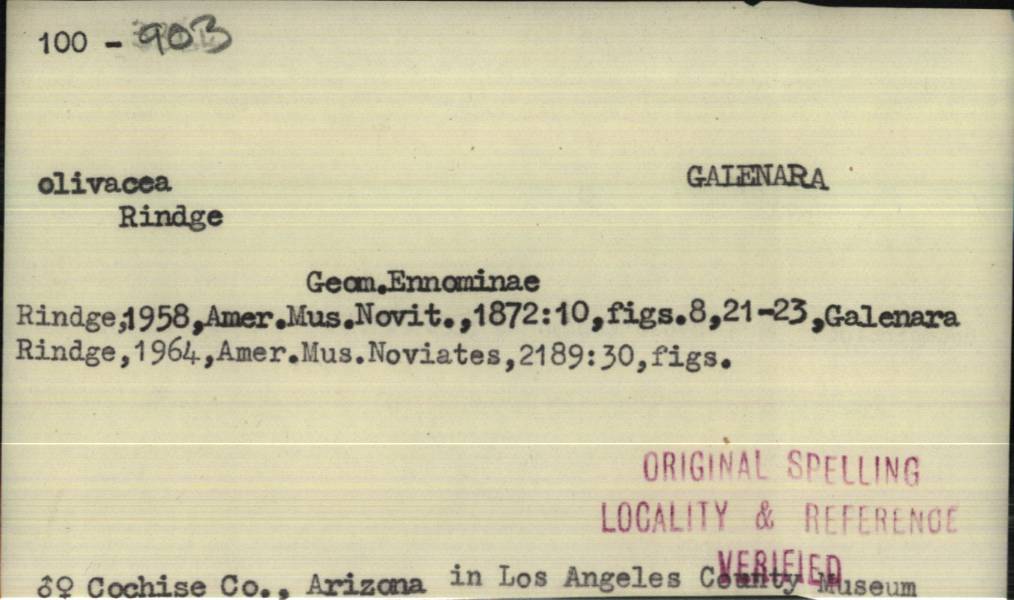 100 - 903
olivacea
GALENARA
Rindge
Geom.Ennominae
Rindge,1958,Amer.Mus.Novit.,1872:10,figs.8,21-23,Galenara
Rindge,1964,Amer.Mus.Noviates,2189:30,figs.
ORIGINAL SPELLING
LOCALITY & REFERENCE
VERIFIED
♂♀ Cochise Co., Arizona in Los Angeles County Museum